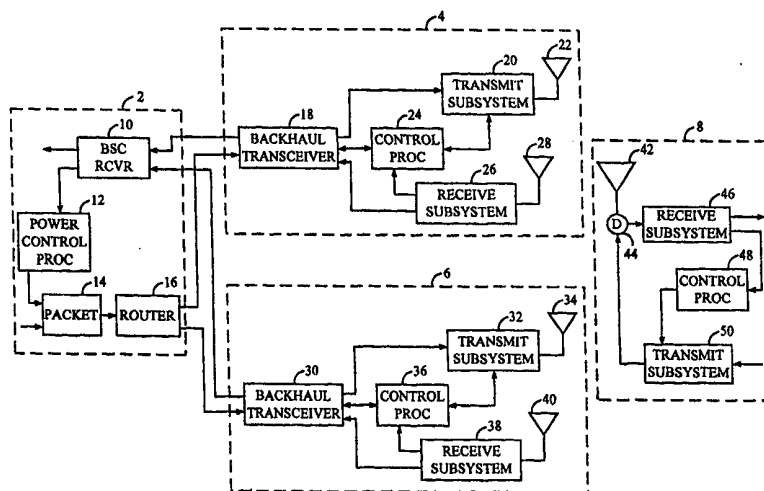 2
10
BSC
RCVR
12
POWER
CONTROL
PROC
14
PACKET
16
ROUTER
4
18
BACKHAUL
TRANSCEIVER
20
TRANSMIT
SUBSYSTEM
22
24
CONTROL
PROC
26
RECEIVE
SUBSYSTEM
28
6
30
BACKHAUL
TRANSCEIVER
32
TRANSMIT
SUBSYSTEM
34
36
CONTROL
PROC
38
RECEIVE
SUBSYSTEM
40
8
42
D
44
46
RECEIVE
SUBSYSTEM
48
CONTROL
PROC
50
TRANSMIT
SUBSYSTEM